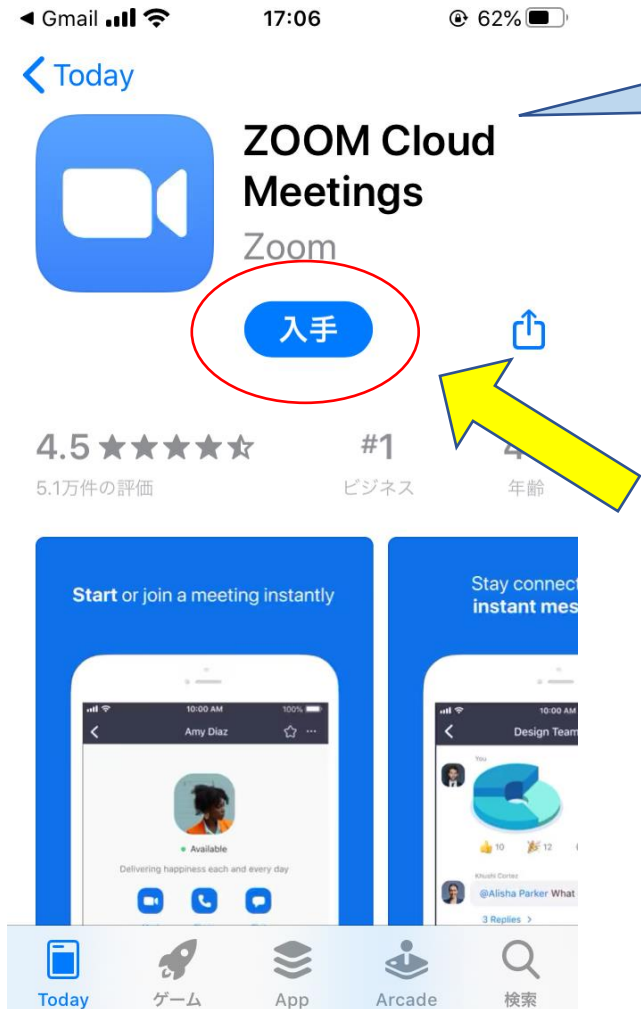 ◀ Gmail 17:06 62%
Today
ZOOM Cloud
Meetings
Zoom
入手
4.5 ★★★★⯪ #1 4
5.1万件の評価 ビジネス 年齢
Start or join a meeting instantly
Stay connect
instant mes
10:00 AM 100%
Amy Diaz
Available
Delivering happiness each and every day
10:00 AM
Design Team
You
10 12
Khushi Cortez
@Alisha Parker What
3 Replies >
Today ゲーム App Arcade 検索